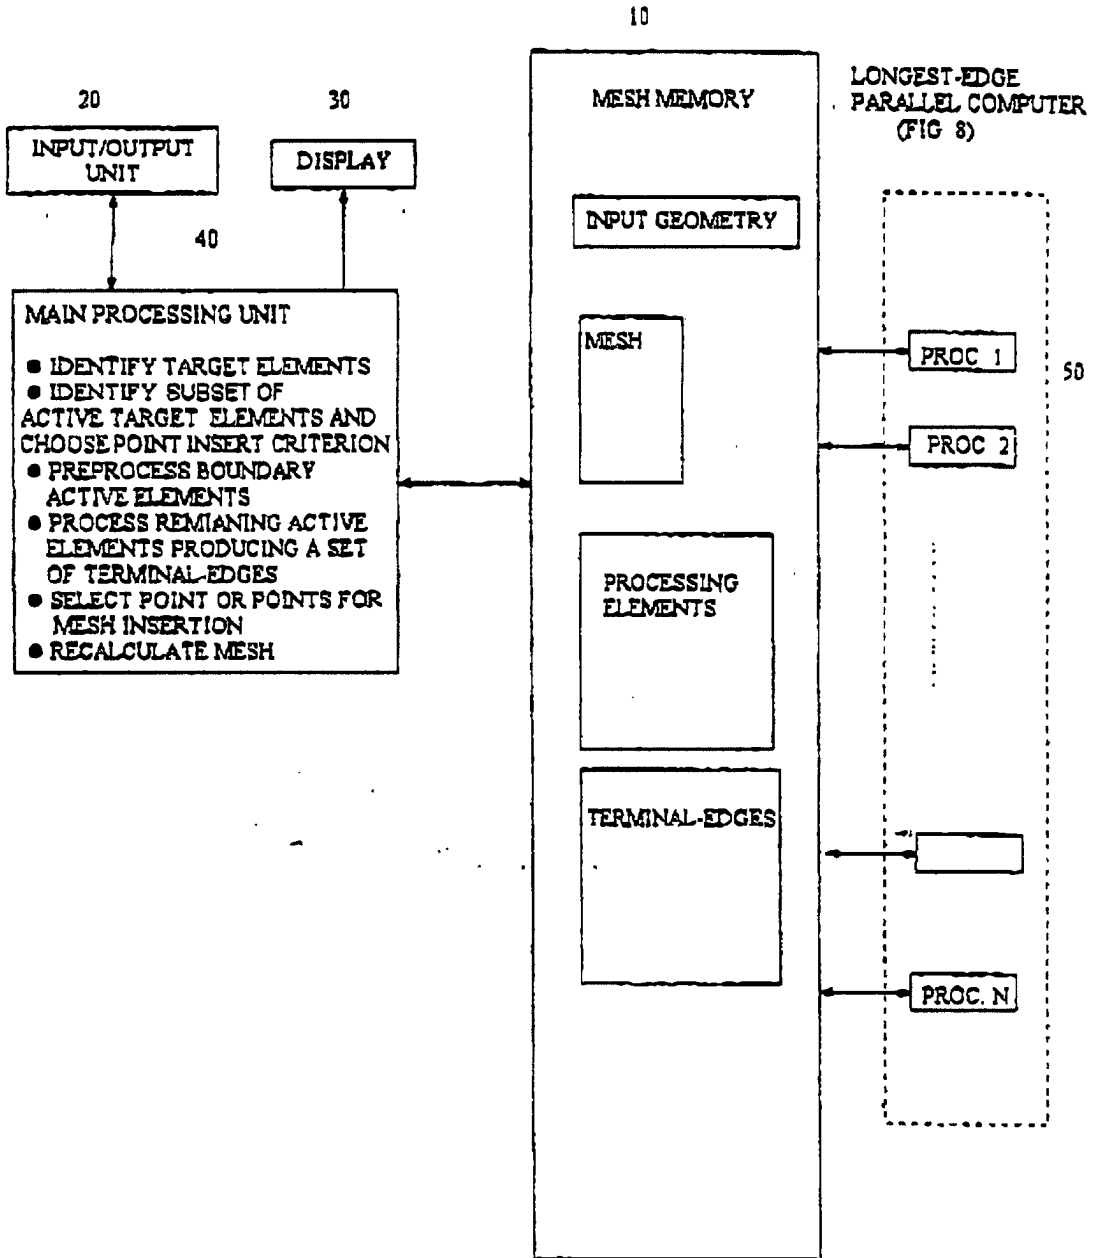 10
20
30
INPUT/OUTPUT
UNIT
DISPLAY
40
MAIN PROCESSING UNIT
● IDENTIFY TARGET ELEMENTS
● IDENTIFY SUBSET OF
ACTIVE TARGET ELEMENTS AND
CHOOSE POINT INSERT CRITERION
● PREPROCESS BOUNDARY
ACTIVE ELEMENTS
● PROCESS REMIANING ACTIVE
ELEMENTS PRODUCING A SET
OF TERMINAL-EDGES
● SELECT POINT OR POINTS FOR
MESH INSERTION
● RECALCULATE MESH
MESH MEMORY
INPUT GEOMETRY
MESH
PROCESSING
ELEMENTS
TERMINAL-EDGES
LONGEST-EDGE
PARALLEL COMPUTER
(FIG 8)
PROC 1
50
PROC 2
PROC. N